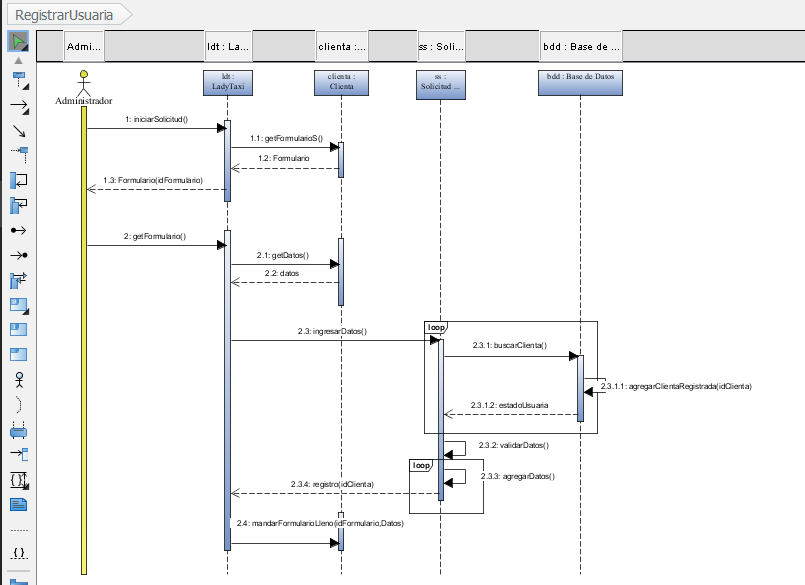 RegistrarUsuaria
Admi...
ldt : La...
clienta :...
ss : Soli...
bdd : Base de ...
Administrador
ldt :
LadyTaxi
clienta :
Clienta
ss :
Solicitud ...
bdd : Base de Datos
1: iniciarSolicitud()
1.1: getFormularioS()
1.2: Formulario
1.3: Formulario(idFormulario)
2: getFormulario()
2.1: getDatos()
2.2: datos
2.3: ingresarDatos()
loop
2.3.1: buscarClienta()
2.3.1.1: agregarClientaRegistrada(idClienta)
2.3.1.2: estadoUsuaria
2.3.2: validarDatos()
loop
2.3.3: agregarDatos()
2.3.4: registro(idClienta)
2.4: mandarFormularioLleno(idFormulario,Datos)